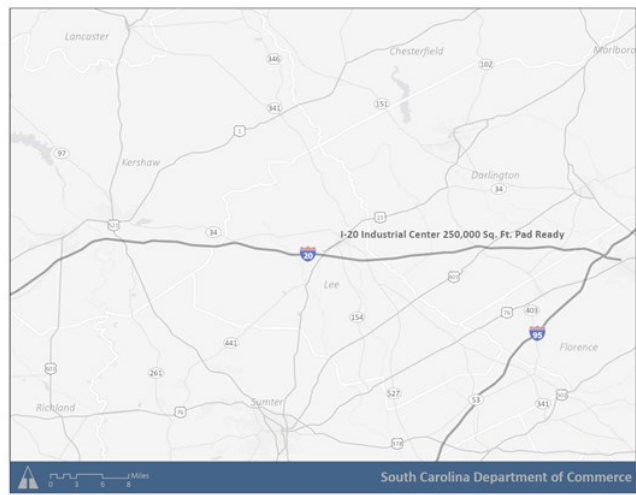 Lancaster
Chesterfield
Marlboro
346
102
341
151
1
97
Kershaw
Darlington
34
34
15
I-20 Industrial Center 250,000 Sq. Ft. Pad Ready
20
Lee
401
76
403
154
95
441
Florence
261
527
53
341
Richland
76
Sumter
378
Miles
0 3 6 8
South Carolina Department of Commerce